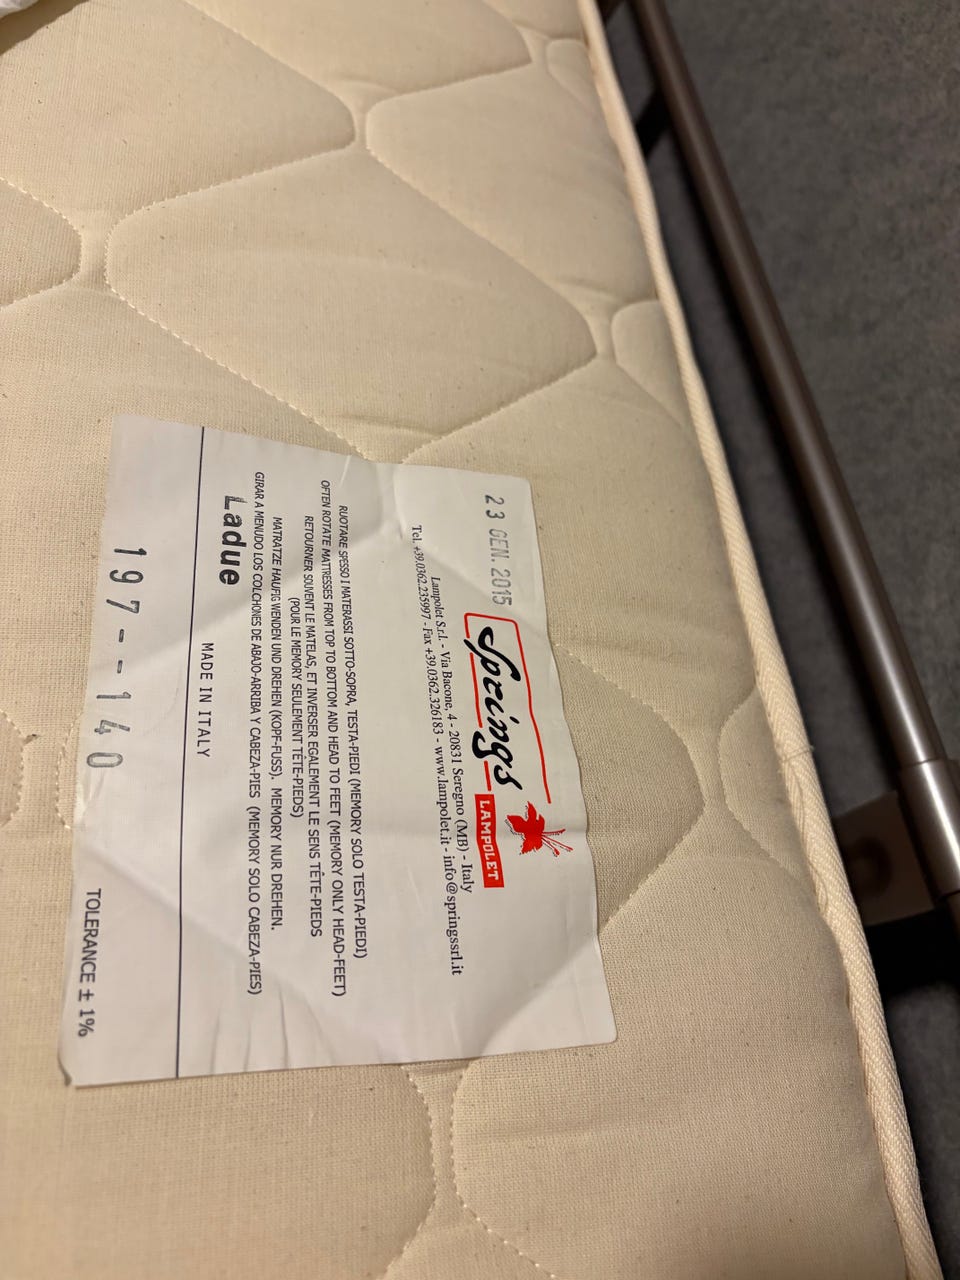 23 GEN. 2015
Springs
LAMPOLET
Lampolet S.r.l. - Via Bacone, 4 - 20831 Seregno (MB) - Italy
Tel. +39.0362.235997 - Fax +39.0362.326183 - www.lampolet.it - info@springssrl.it
RUOTARE SPESSO I MATERASSI SOTTO-SOPRA, TESTA-PIEDI (MEMORY SOLO TESTA-PIEDI)
OFTEN ROTATE MATTRESSES FROM TOP TO BOTTOM AND HEAD TO FEET (MEMORY ONLY HEAD-FEET)
RETOURNER SOUVENT LE MATELAS, ET INVERSER EGALEMENT LE SENS TÊTE-PIEDS
(POUR LE MEMORY SEULEMENT TÊTE-PIEDS)
MATRATZE HAUFIG WENDEN UND DREHEN (KOPF-FUSS). MEMORY NUR DREHEN.
GIRAR A MENUDO LOS COLCHONES DE ABAJO-ARRIBA Y CABEZA-PIES (MEMORY SOLO CABEZA-PIES)
Ladue
MADE IN ITALY
197--140
TOLERANCE ± 1%